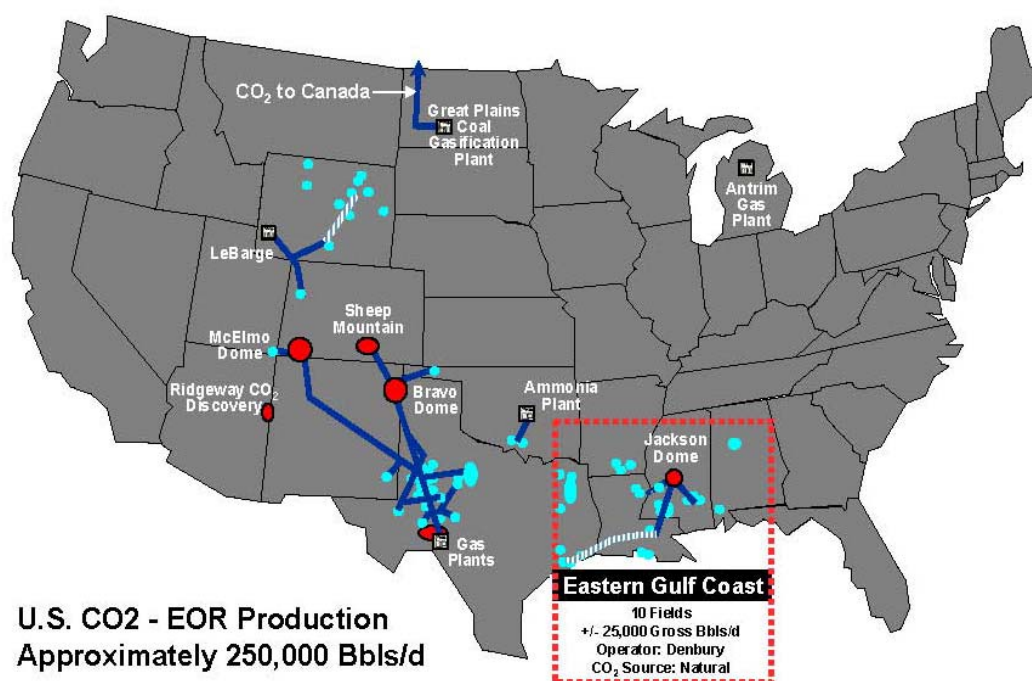 CO2 to Canada
Great Plains
Coal
Gasification
Plant
Antrim
Gas
Plant
LeBarge
Sheep
Mountain
McElmo
Dome
Ridgeway CO2
Discovery
Bravo
Dome
Ammonia
Plant
Jackson
Dome
Gas
Plants
Eastern Gulf Coast
10 Fields
+/- 25,000 Gross Bbls/d
Operator: Denbury
CO2 Source: Natural
U.S. CO2 - EOR Production
Approximately 250,000 Bbls/d